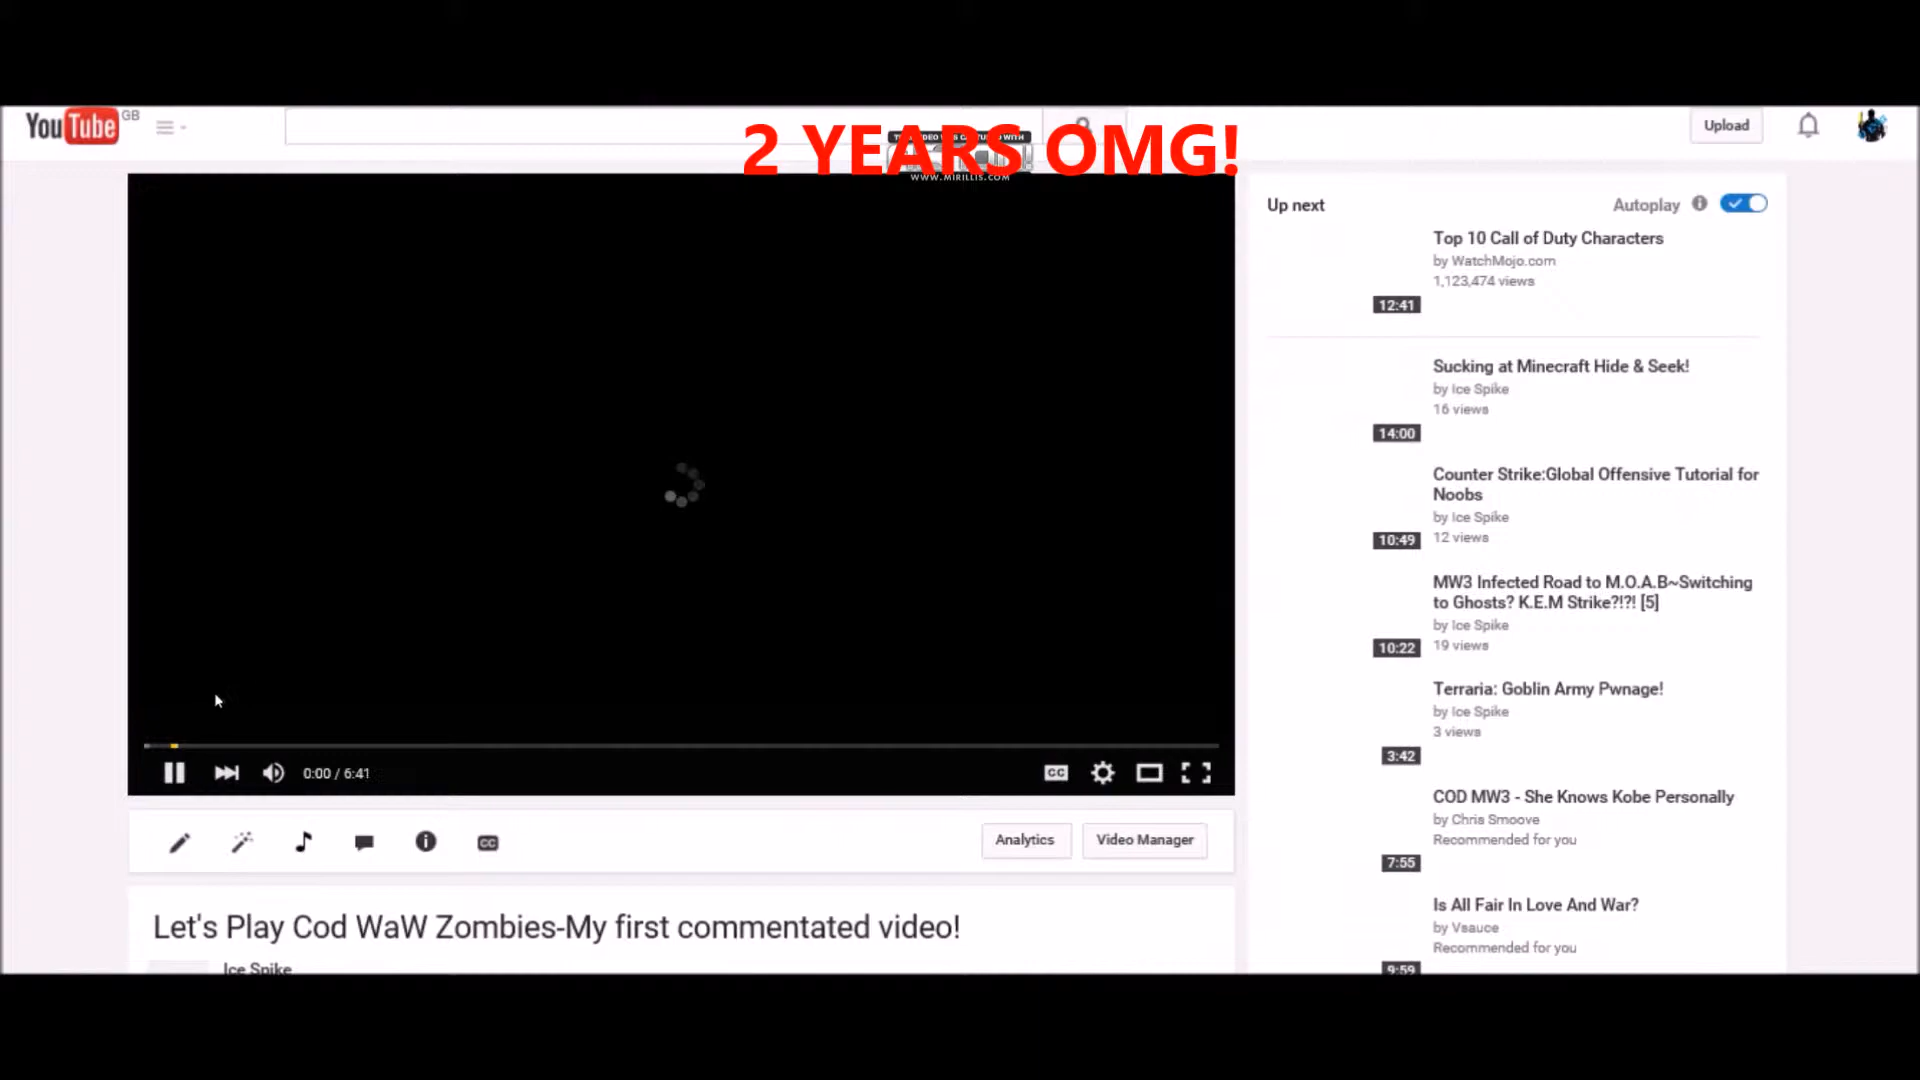 YouTube GB
2 YEARS OMG!
WWW.MIRILLIS.COM
Upload
Up next
Autoplay
Top 10 Call of Duty Characters
by WatchMojo.com
1,123,474 views
12:41
Sucking at Minecraft Hide & Seek!
by Ice Spike
16 views
14:00
Counter Strike:Global Offensive Tutorial for
Noobs
by Ice Spike
12 views
10:49
MW3 Infected Road to M.O.A.B~Switching
to Ghosts? K.E.M Strike?!?! [5]
by Ice Spike
19 views
10:22
Terraria: Goblin Army Pwnage!
by Ice Spike
3 views
3:42
COD MW3 - She Knows Kobe Personally
by Chris Smoove
Recommended for you
7:55
Is All Fair In Love And War?
by Vsauce
Recommended for you
9:59
0:00 / 6:41
CC
CC
Analytics
Video Manager
Let's Play Cod WaW Zombies-My first commentated video!
Ice Spike